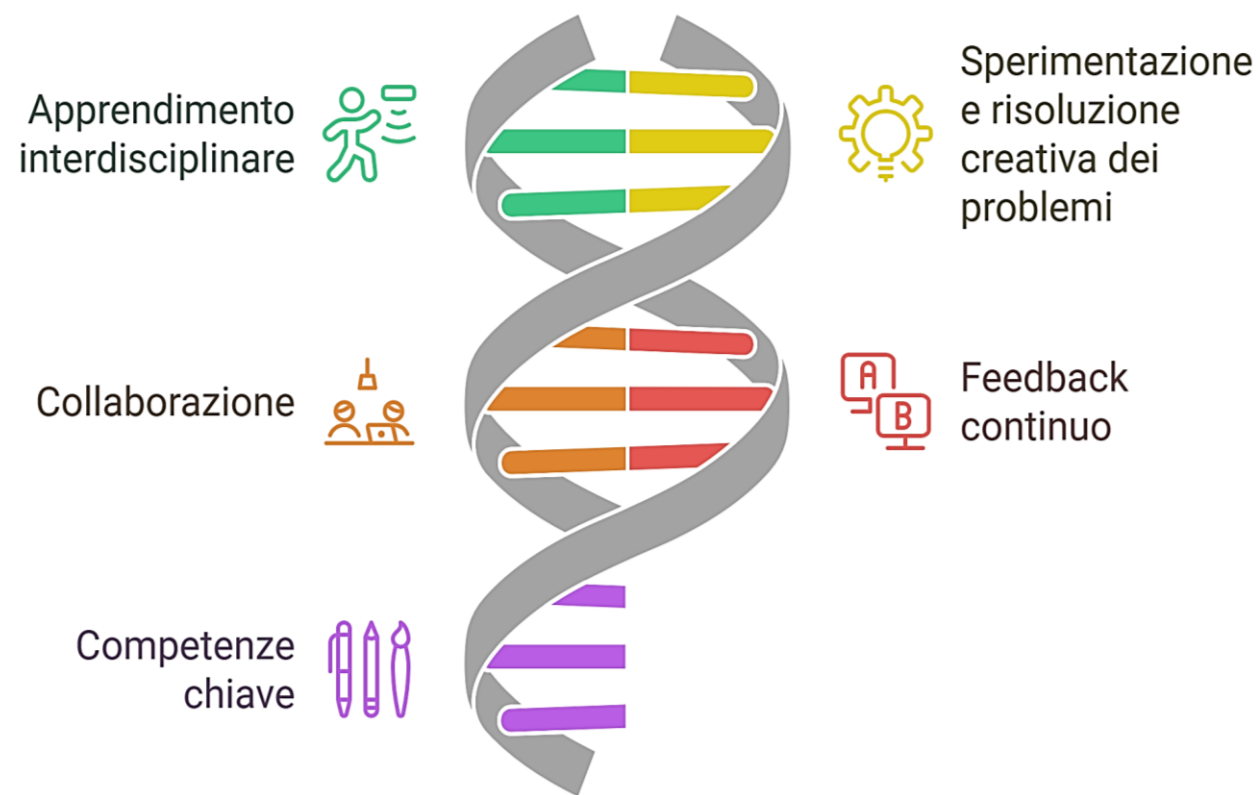 Apprendimento
interdisciplinare
Sperimentazione
e risoluzione
creativa dei
problemi
Collaborazione
A
B
Feedback
continuo
Competenze
chiave